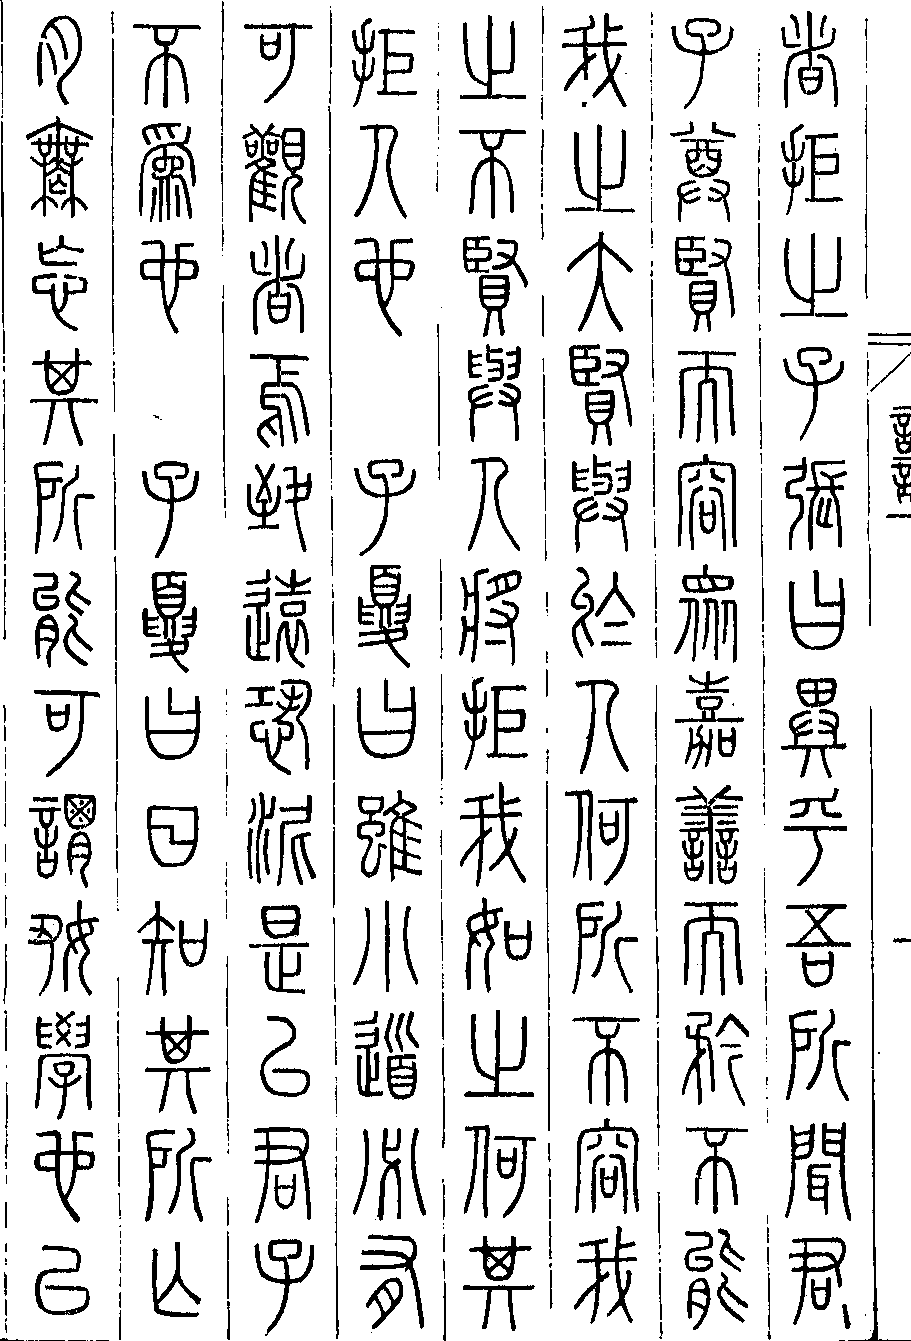 者拒之子張曰異乎吾所聞君
子尊賢而容眾嘉善而矜不能
我之大賢與於人何所不容我
之不賢與人將拒我如之何其
拒人也　子夏曰雖小道必有
可觀者焉致遠恐泥是以君子
不為也　子夏曰日知其所亡
月無忘其所能可謂好學也已